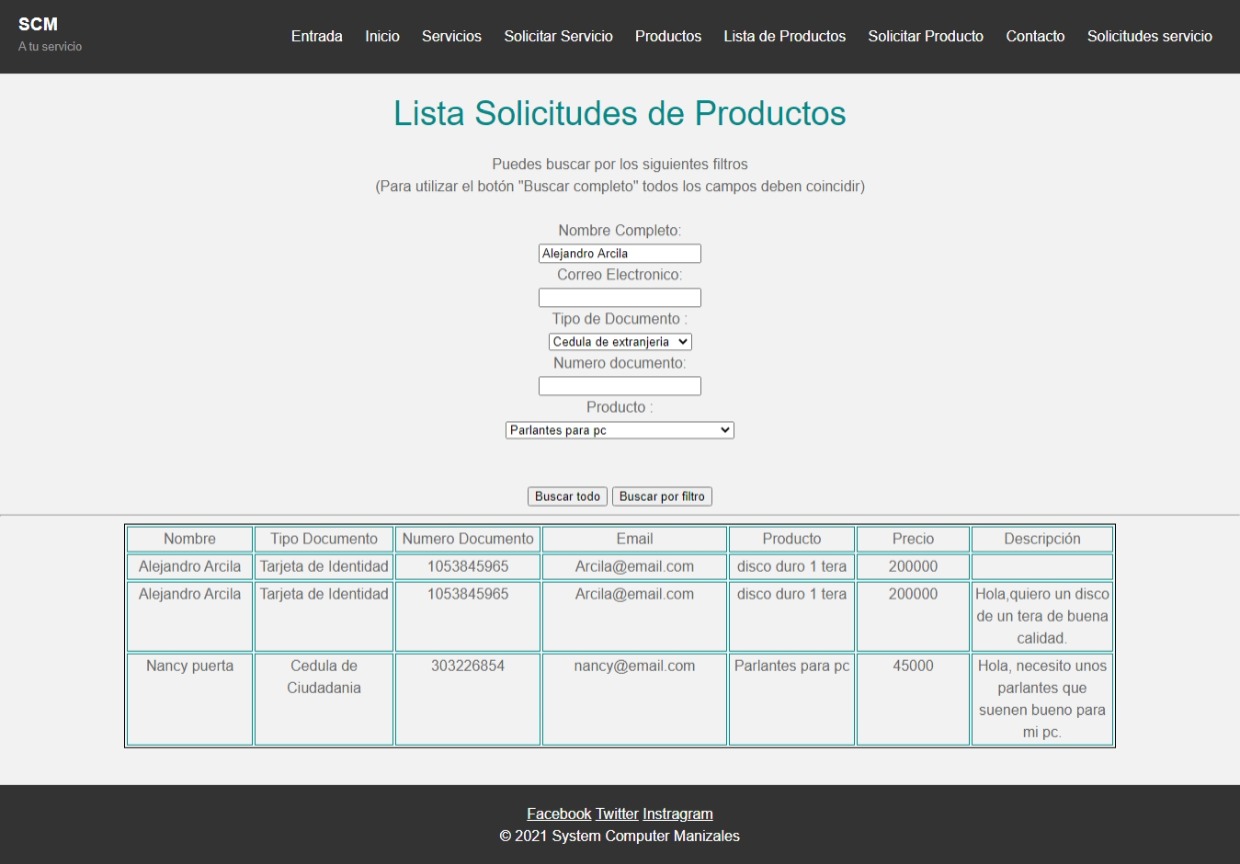 SCM
A tu servicio
Entrada Inicio Servicios Solicitar Servicio Productos Lista de Productos Solicitar Producto Contacto Solicitudes servicio
Lista Solicitudes de Productos
Puedes buscar por los siguientes filtros
(Para utilizar el botón "Buscar completo" todos los campos deben coincidir)
Nombre Completo:
Alejandro Arcila
Correo Electronico:
Tipo de Documento :
Cedula de extranjeria
Numero documento:
Producto :
Parlantes para pc
Buscar todo Buscar por filtro
Nombre Tipo Documento Numero Documento Email Producto Precio Descripción
Alejandro Arcila Tarjeta de Identidad 1053845965 Arcila@email.com disco duro 1 tera 200000
Alejandro Arcila Tarjeta de Identidad 1053845965 Arcila@email.com disco duro 1 tera 200000 Hola,quiero un disco
de un tera de buena
calidad.
Nancy puerta Cedula de 303226854 nancy@email.com Parlantes para pc 45000 Hola, necesito unos
Ciudadania parlantes que
suenen bueno para
mi pc.
Facebook Twitter Instragram
© 2021 System Computer Manizales